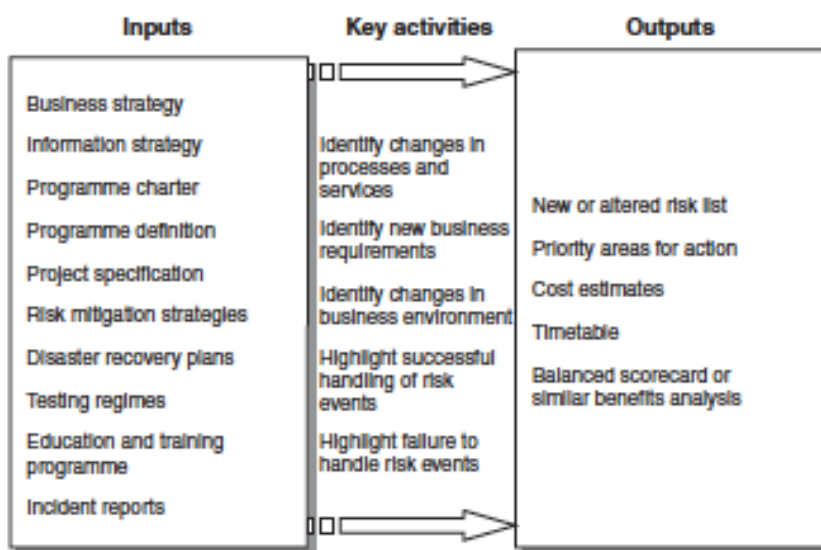 Inputs
Key activities
Outputs
Business strategy
Information strategy
Programme charter
Programme definition
Project specification
Risk mitigation strategies
Disaster recovery plans
Testing regimes
Education and training
programme
Incident reports
Identify changes in
processes and
services
Identify new business
requirements
Identify changes in
business environment
Highlight successful
handling of risk
events
Highlight failure to
handle risk events
New or altered risk list
Priority areas for action
Cost estimates
Timetable
Balanced scorecard or
similar benefits analysis